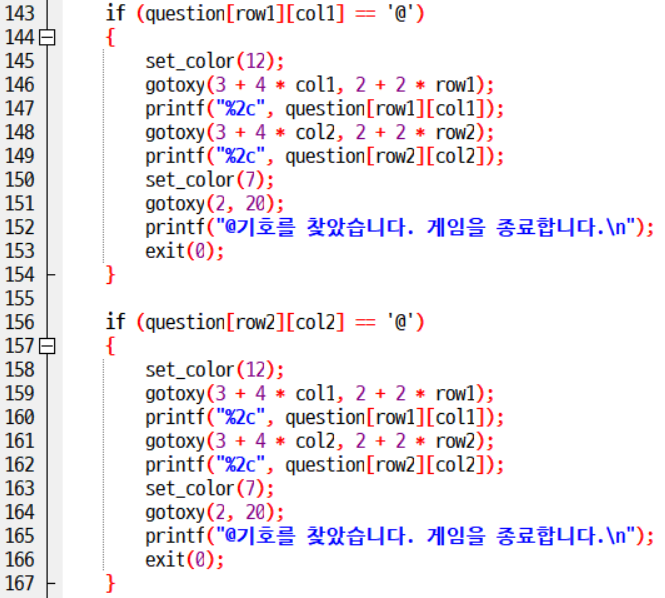 143 if (question[row1][col1] == '@')
144 {
145 set_color(12);
146 gotoxy(3 + 4 * col1, 2 + 2 * row1);
147 printf("%2c", question[row1][col1]);
148 gotoxy(3 + 4 * col2, 2 + 2 * row2);
149 printf("%2c", question[row2][col2]);
150 set_color(7);
151 gotoxy(2, 20);
152 printf("@기호를 찾았습니다. 게임을 종료합니다.\n");
153 exit(0);
154 }
155
156 if (question[row2][col2] == '@')
157 {
158 set_color(12);
159 gotoxy(3 + 4 * col1, 2 + 2 * row1);
160 printf("%2c", question[row1][col1]);
161 gotoxy(3 + 4 * col2, 2 + 2 * row2);
162 printf("%2c", question[row2][col2]);
163 set_color(7);
164 gotoxy(2, 20);
165 printf("@기호를 찾았습니다. 게임을 종료합니다.\n");
166 exit(0);
167 }